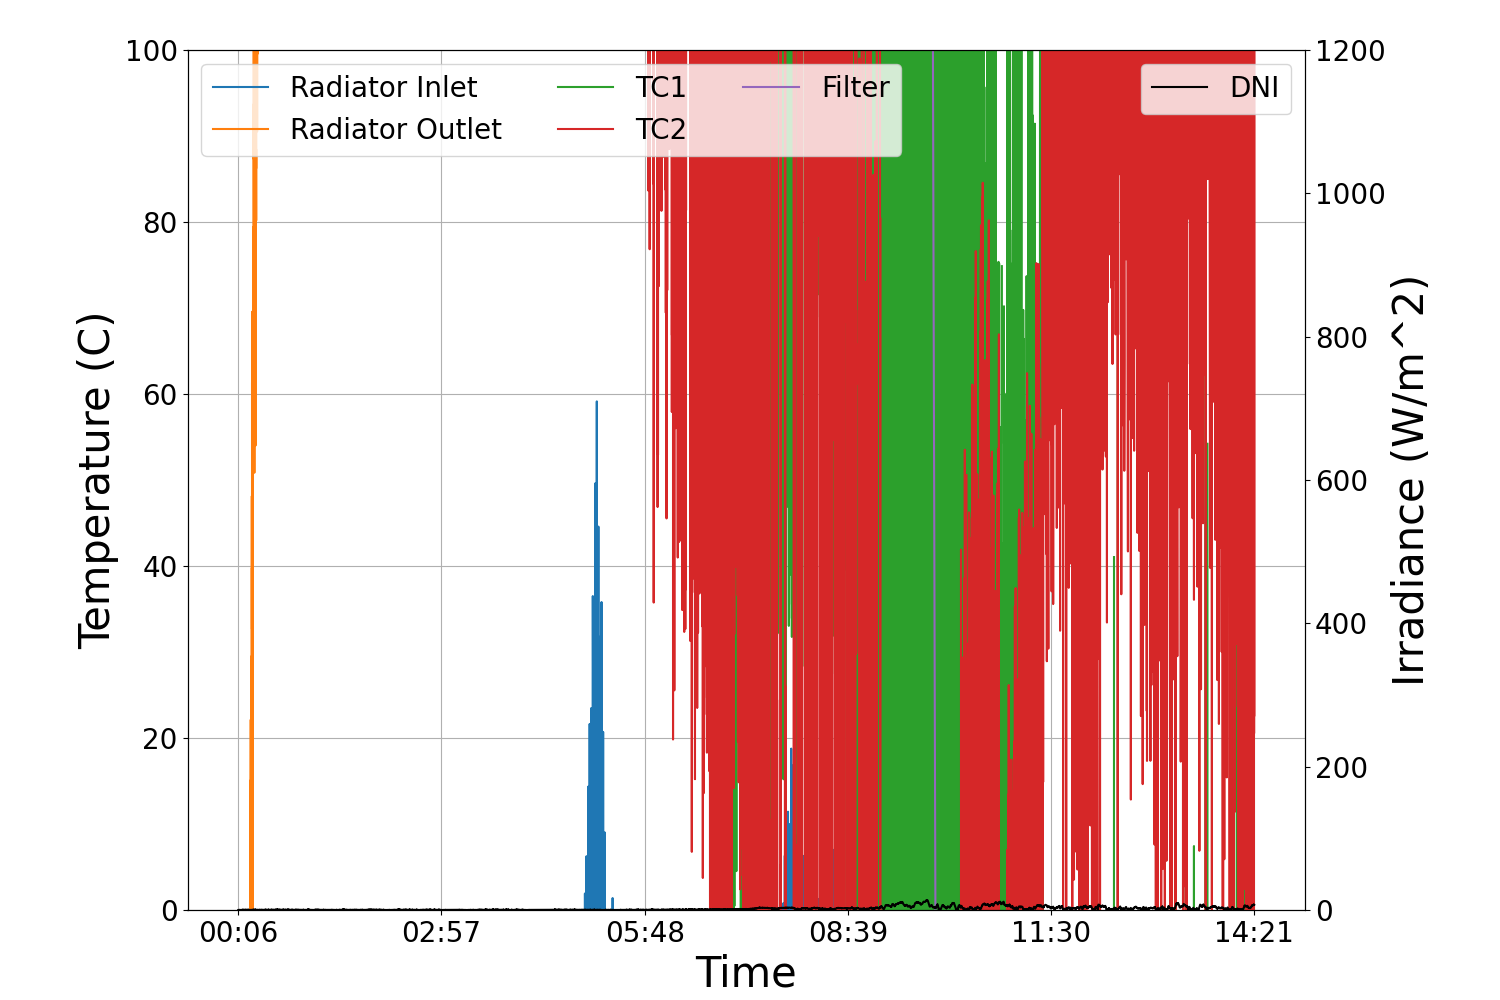 100
80
60
40
20
0
Temperature (C)
Radiator Inlet
Radiator Outlet
TC1
TC2
Filter
DNI
1200
1000
800
600
400
200
0
Irradiance (W/m^2)
00:06
02:57
05:48
08:39
11:30
14:21
Time